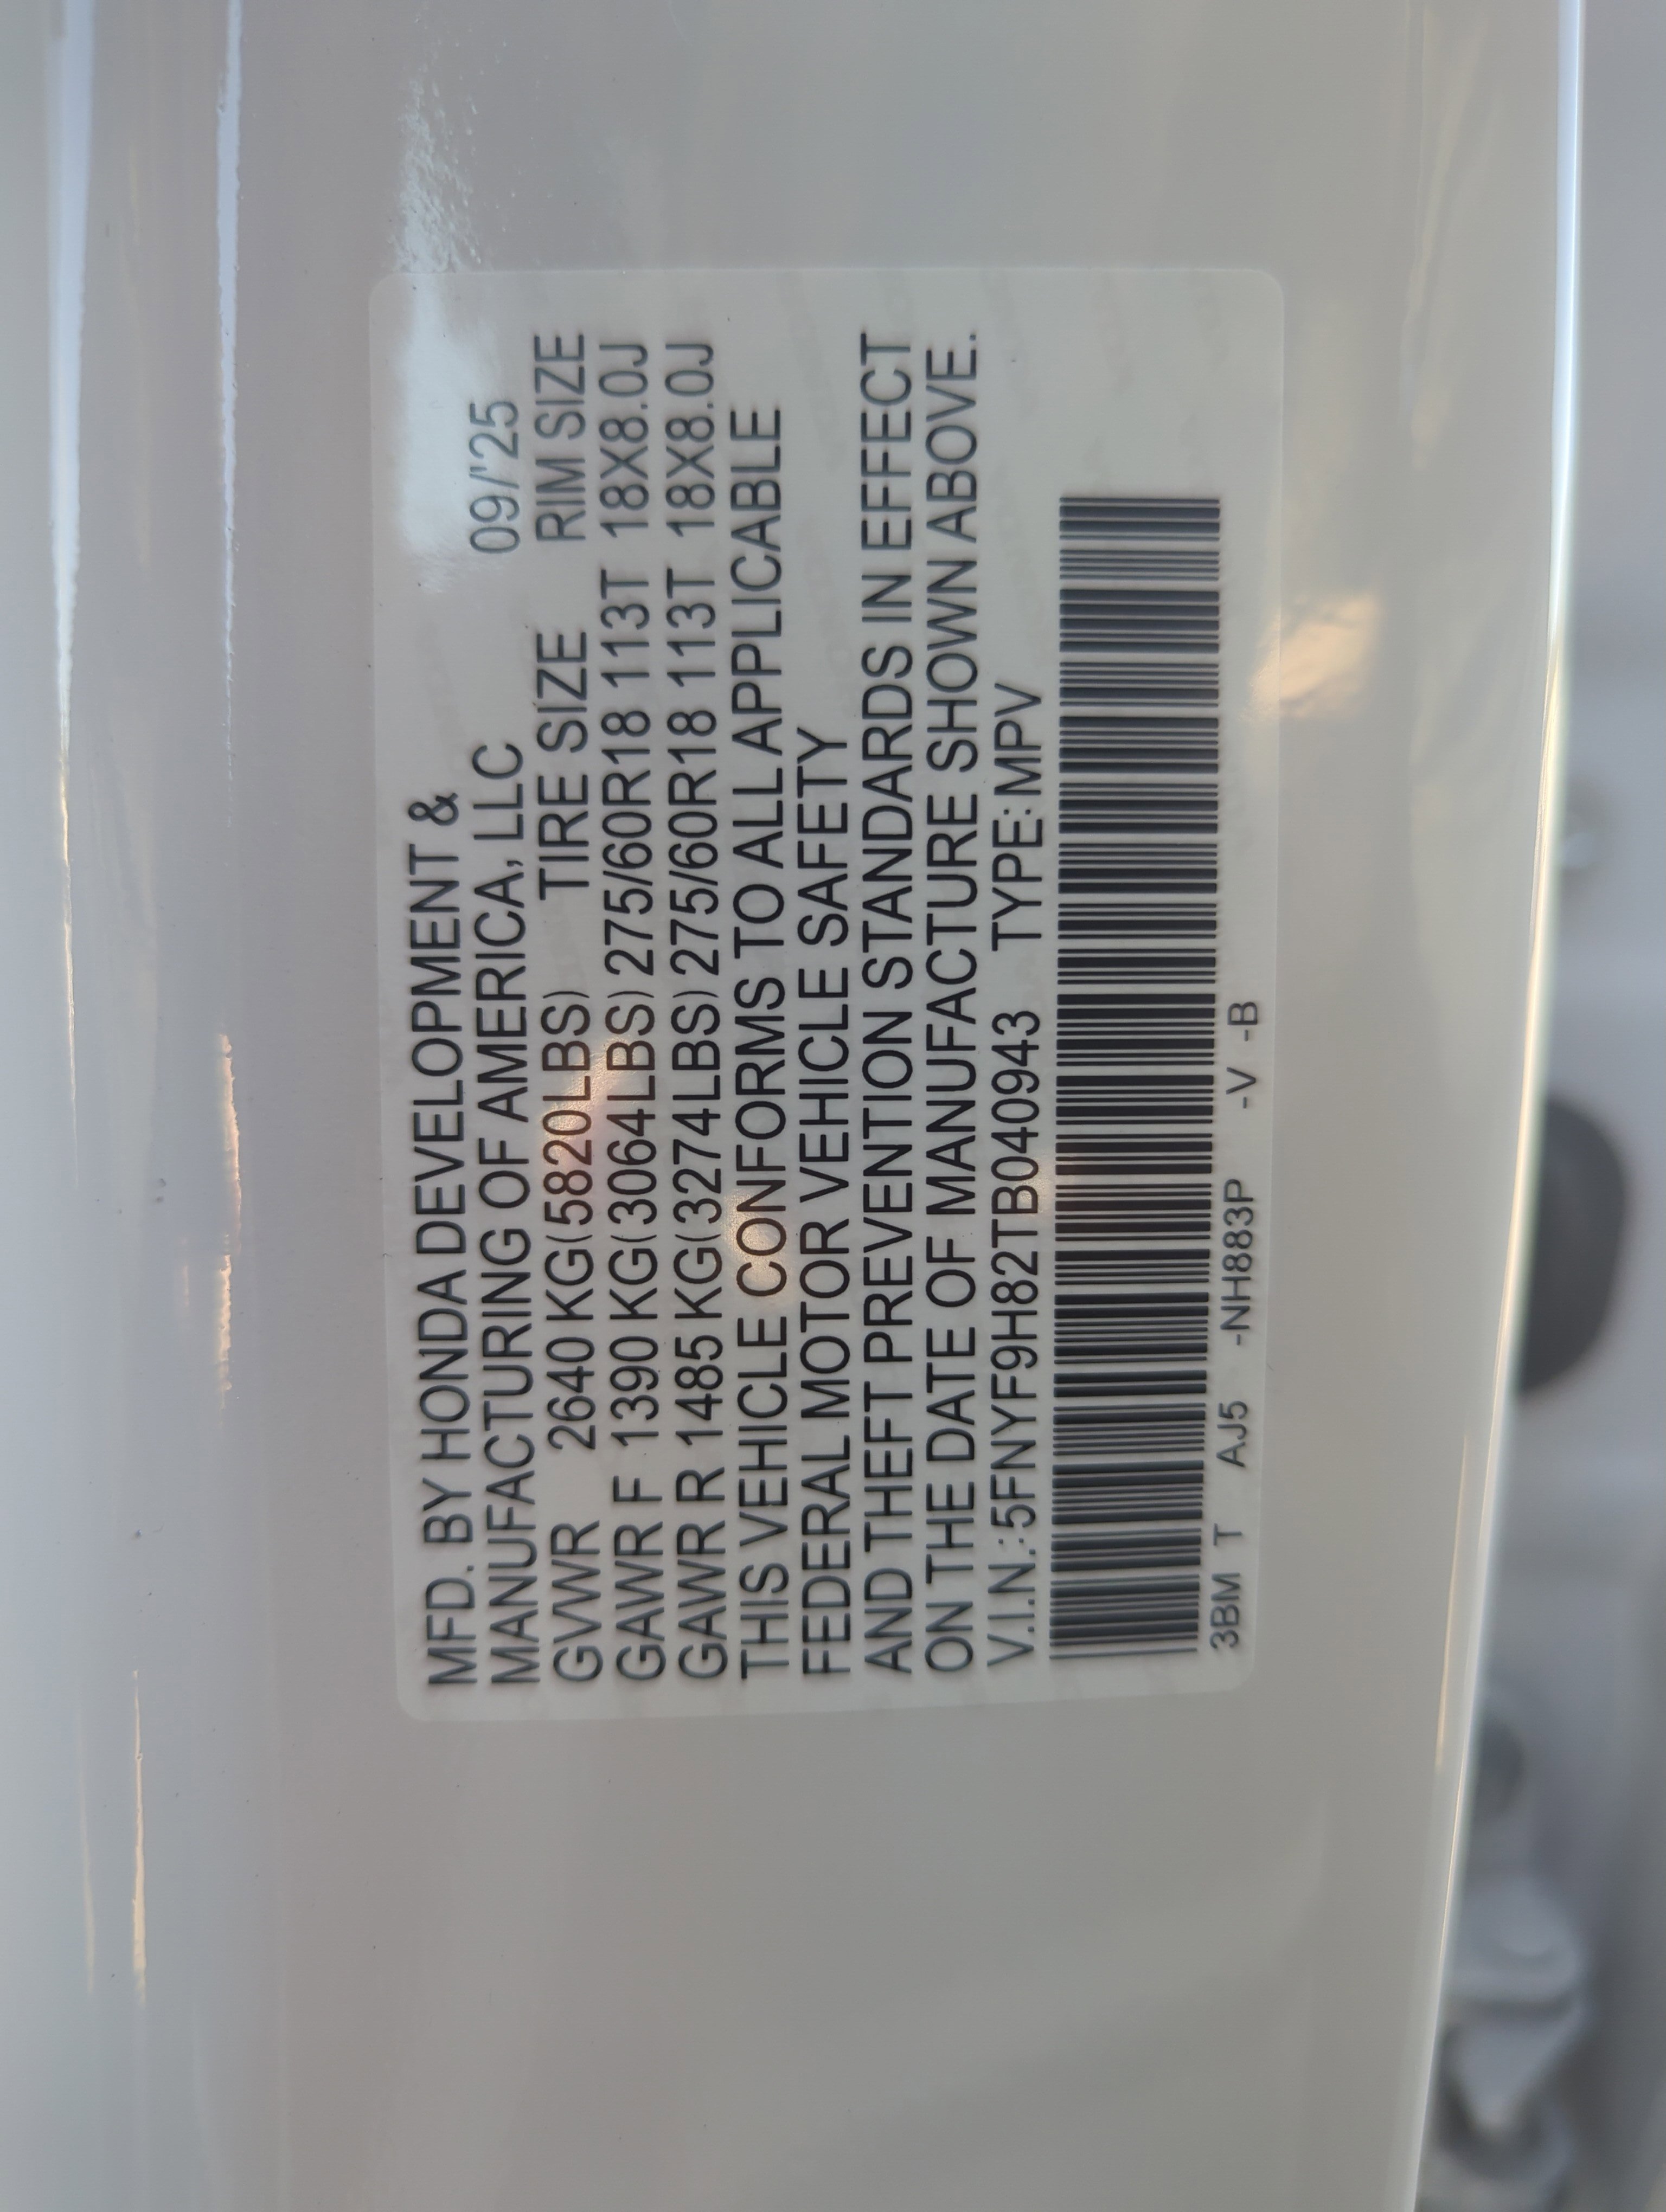 MFD. BY HONDA DEVELOPMENT &
MANUFACTURING OF AMERICA, LLC 09/'25
GVWR 2640 KG(5820LBS) TIRE SIZE RIM SIZE
GAWR F 1390 KG(3064LBS) 275/60R18 113T 18X8.0J
GAWR R 1485 KG(3274LBS) 275/60R18 113T 18X8.0J
THIS VEHICLE CONFORMS TO ALL APPLICABLE
FEDERAL MOTOR VEHICLE SAFETY
AND THEFT PREVENTION STANDARDS IN EFFECT
ON THE DATE OF MANUFACTURE SHOWN ABOVE.
V.I.N.:5FNYF9H82TB040943 TYPE:MPV
3BM T AJ5 -NH883P -V -B